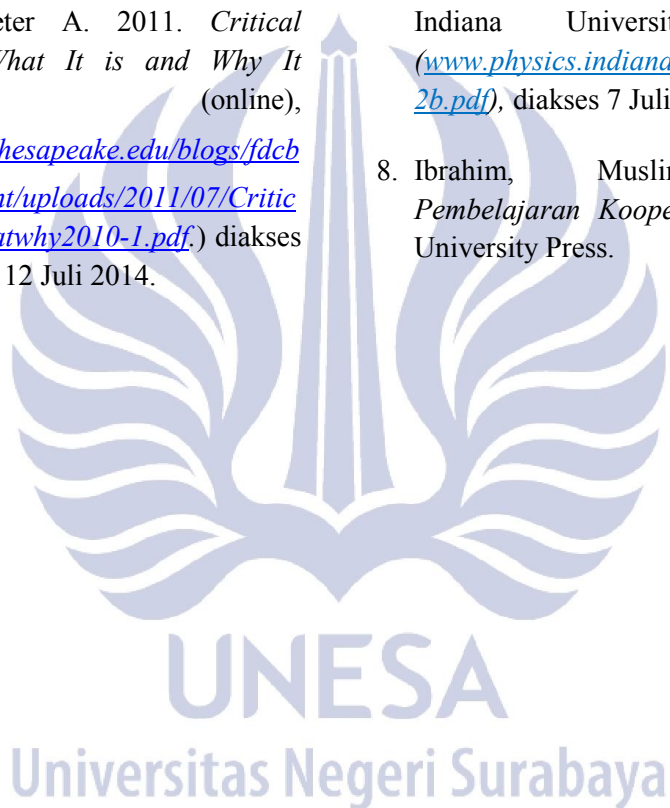 eter A. 2011. Critical
What It is and Why It
(online),
hesapeake.edu/blogs/fdcb
nt/uploads/2011/07/Critic
atwhy2010-1.pdf.) diakses
12 Juli 2014.
Indiana Universit
(www.physics.indiana
2b.pdf), diakses 7 Juli
8. Ibrahim, Muslim
Pembelajaran Koope
University Press.
UNESA
Universitas Negeri Surabaya